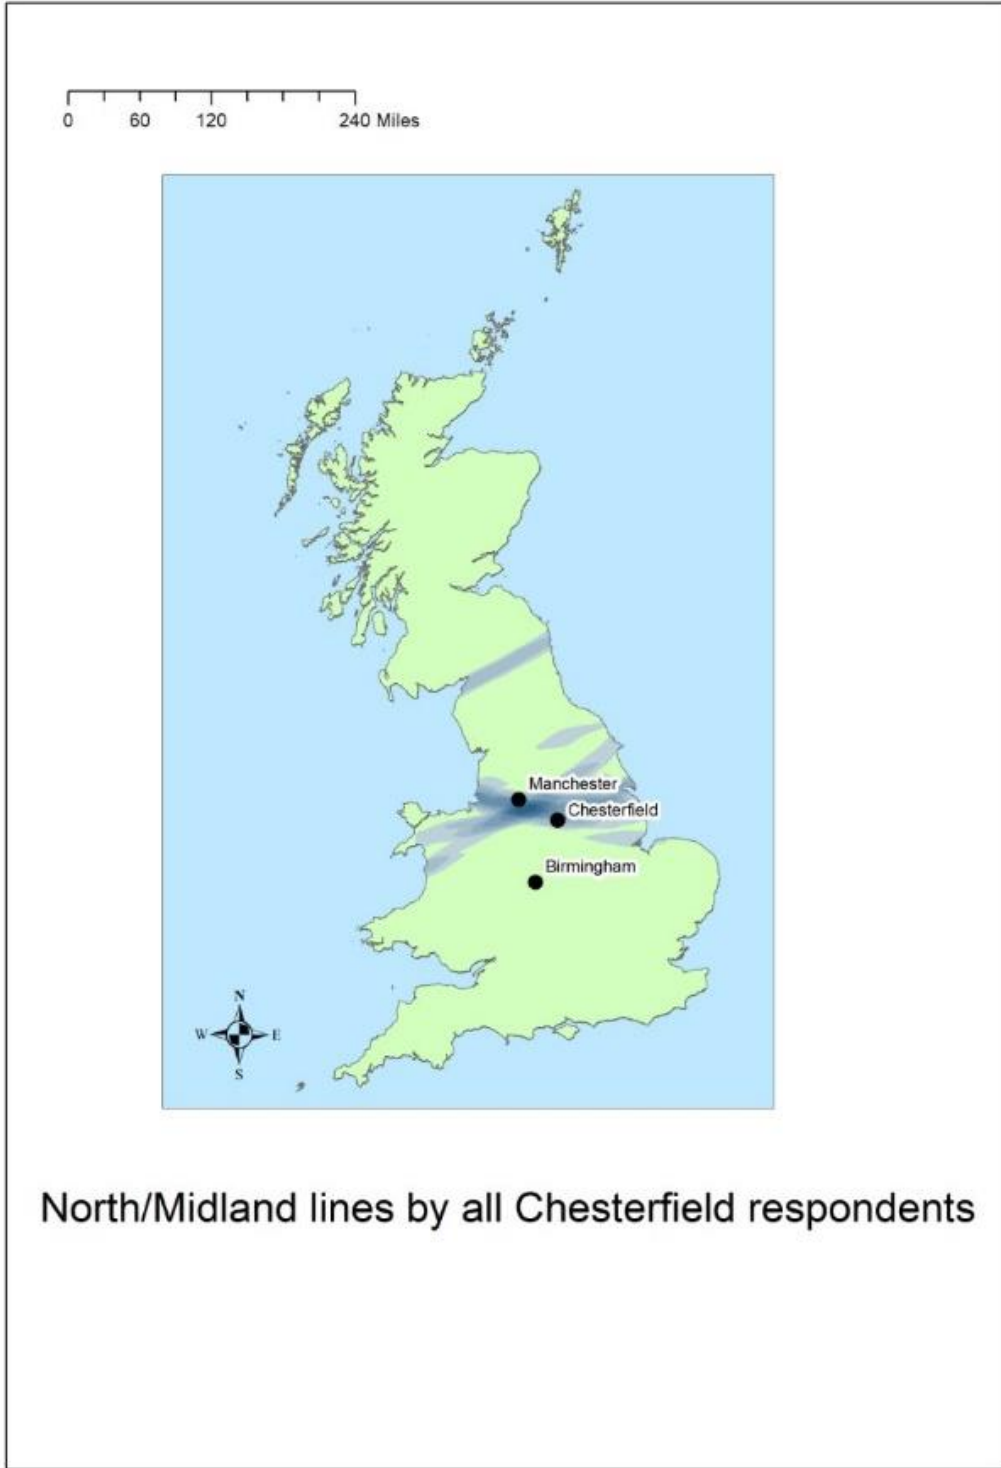 0 60 120 240 Miles
Manchester
Chesterfield
Birmingham
N
W E
S
North/Midland lines by all Chesterfield respondents